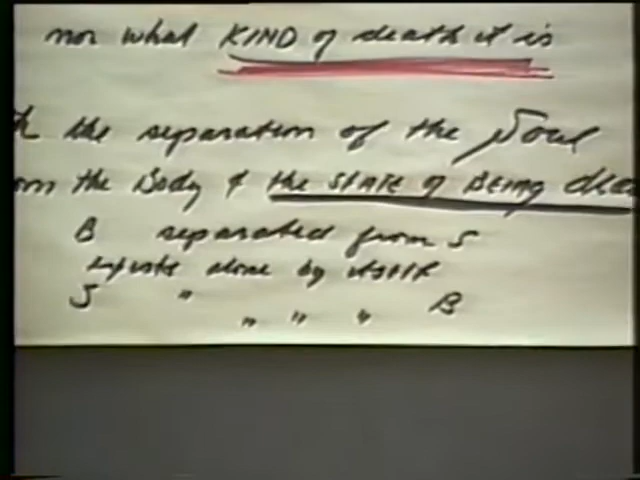 nor what KIND of death it is
the separation of the Soul
the Body & the STATE of BEING dea
B separated from S
exists alone by itself
S "
" " " B